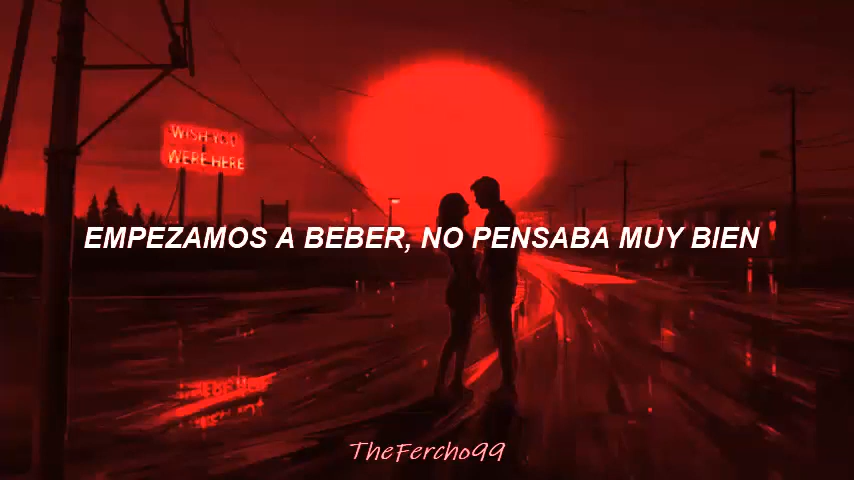 WISH YOU
WERE HERE
EMPEZAMOS A BEBER, NO PENSABA MUY BIEN
TheFercho99